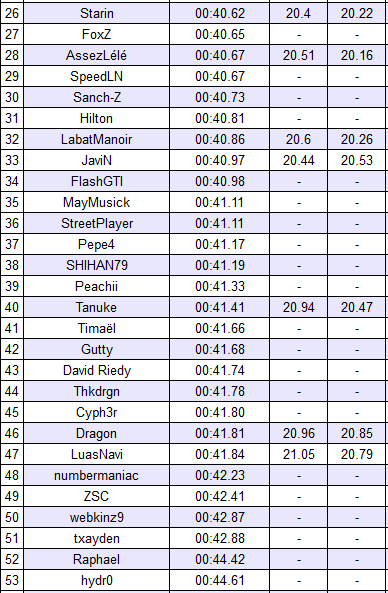 26 Starin 00:40.62 20.4 20.22
27 FoxZ 00:40.65 - -
28 AssezLélé 00:40.67 20.51 20.16
29 SpeedLN 00:40.67 - -
30 Sanch-Z 00:40.73 - -
31 Hilton 00:40.81 - -
32 LabatManoir 00:40.86 20.6 20.26
33 JaviN 00:40.97 20.44 20.53
34 FlashGTI 00:40.98 - -
35 MayMusick 00:41.11 - -
36 StreetPlayer 00:41.11 - -
37 Pepe4 00:41.17 - -
38 SHIHAN79 00:41.19 - -
39 Peachii 00:41.33 - -
40 Tanuke 00:41.41 20.94 20.47
41 Timaël 00:41.66 - -
42 Gutty 00:41.68 - -
43 David Riedy 00:41.74 - -
44 Thkdrgn 00:41.78 - -
45 Cyph3r 00:41.80 - -
46 Dragon 00:41.81 20.96 20.85
47 LuasNavi 00:41.84 21.05 20.79
48 numbermaniac 00:42.23 - -
49 ZSC 00:42.41 - -
50 webkinz9 00:42.87 - -
51 txayden 00:42.88 - -
52 Raphael 00:44.42 - -
53 hydr0 00:44.61 - -